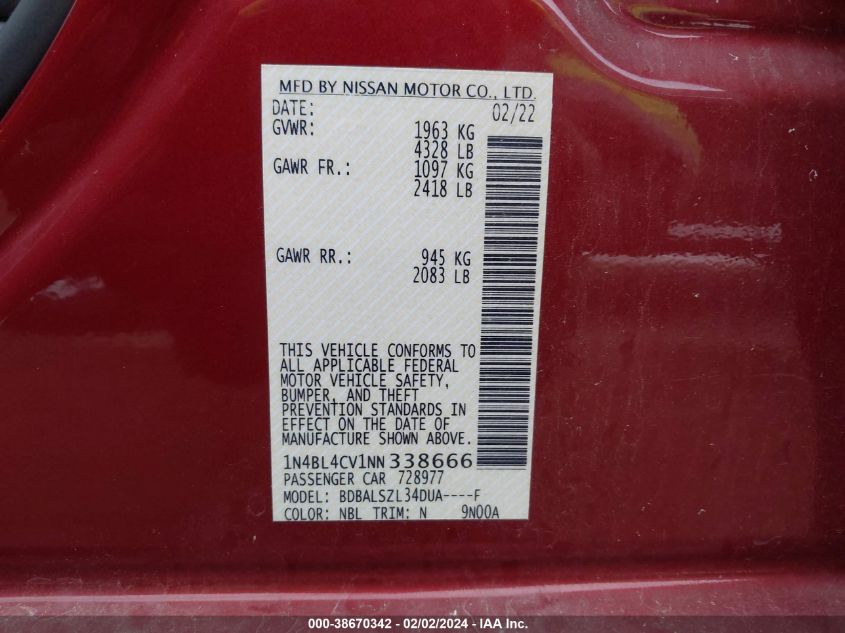 MFD BY NISSAN MOTOR CO., LTD.
DATE: 02/22
GVWR: 1963 KG
4328 LB
GAWR FR.: 1097 KG
2418 LB
GAWR RR.: 945 KG
2083 LB
THIS VEHICLE CONFORMS TO
ALL APPLICABLE FEDERAL
MOTOR VEHICLE SAFETY,
BUMPER, AND THEFT
PREVENTION STANDARDS IN
EFFECT ON THE DATE OF
MANUFACTURE SHOWN ABOVE.
1N4BL4CV1NN338666
PASSENGER CAR 728977
MODEL: BDBALSZL34DUA----F
COLOR: NBL TRIM: N 9N00A
000-38670342 - 02/02/2024 - IAA Inc.